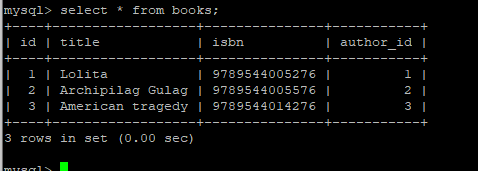 mysql> select * from books;
+----+------------------+---------------+-----------+
| id | title            | isbn          | author_id |
+----+------------------+---------------+-----------+
|  1 | Lolita           | 9789544005276 |         1 |
|  2 | Archipilag Gulag | 9789544005576 |         2 |
|  3 | American tragedy | 9789544014276 |         3 |
+----+------------------+---------------+-----------+
3 rows in set (0.00 sec)
mysql>